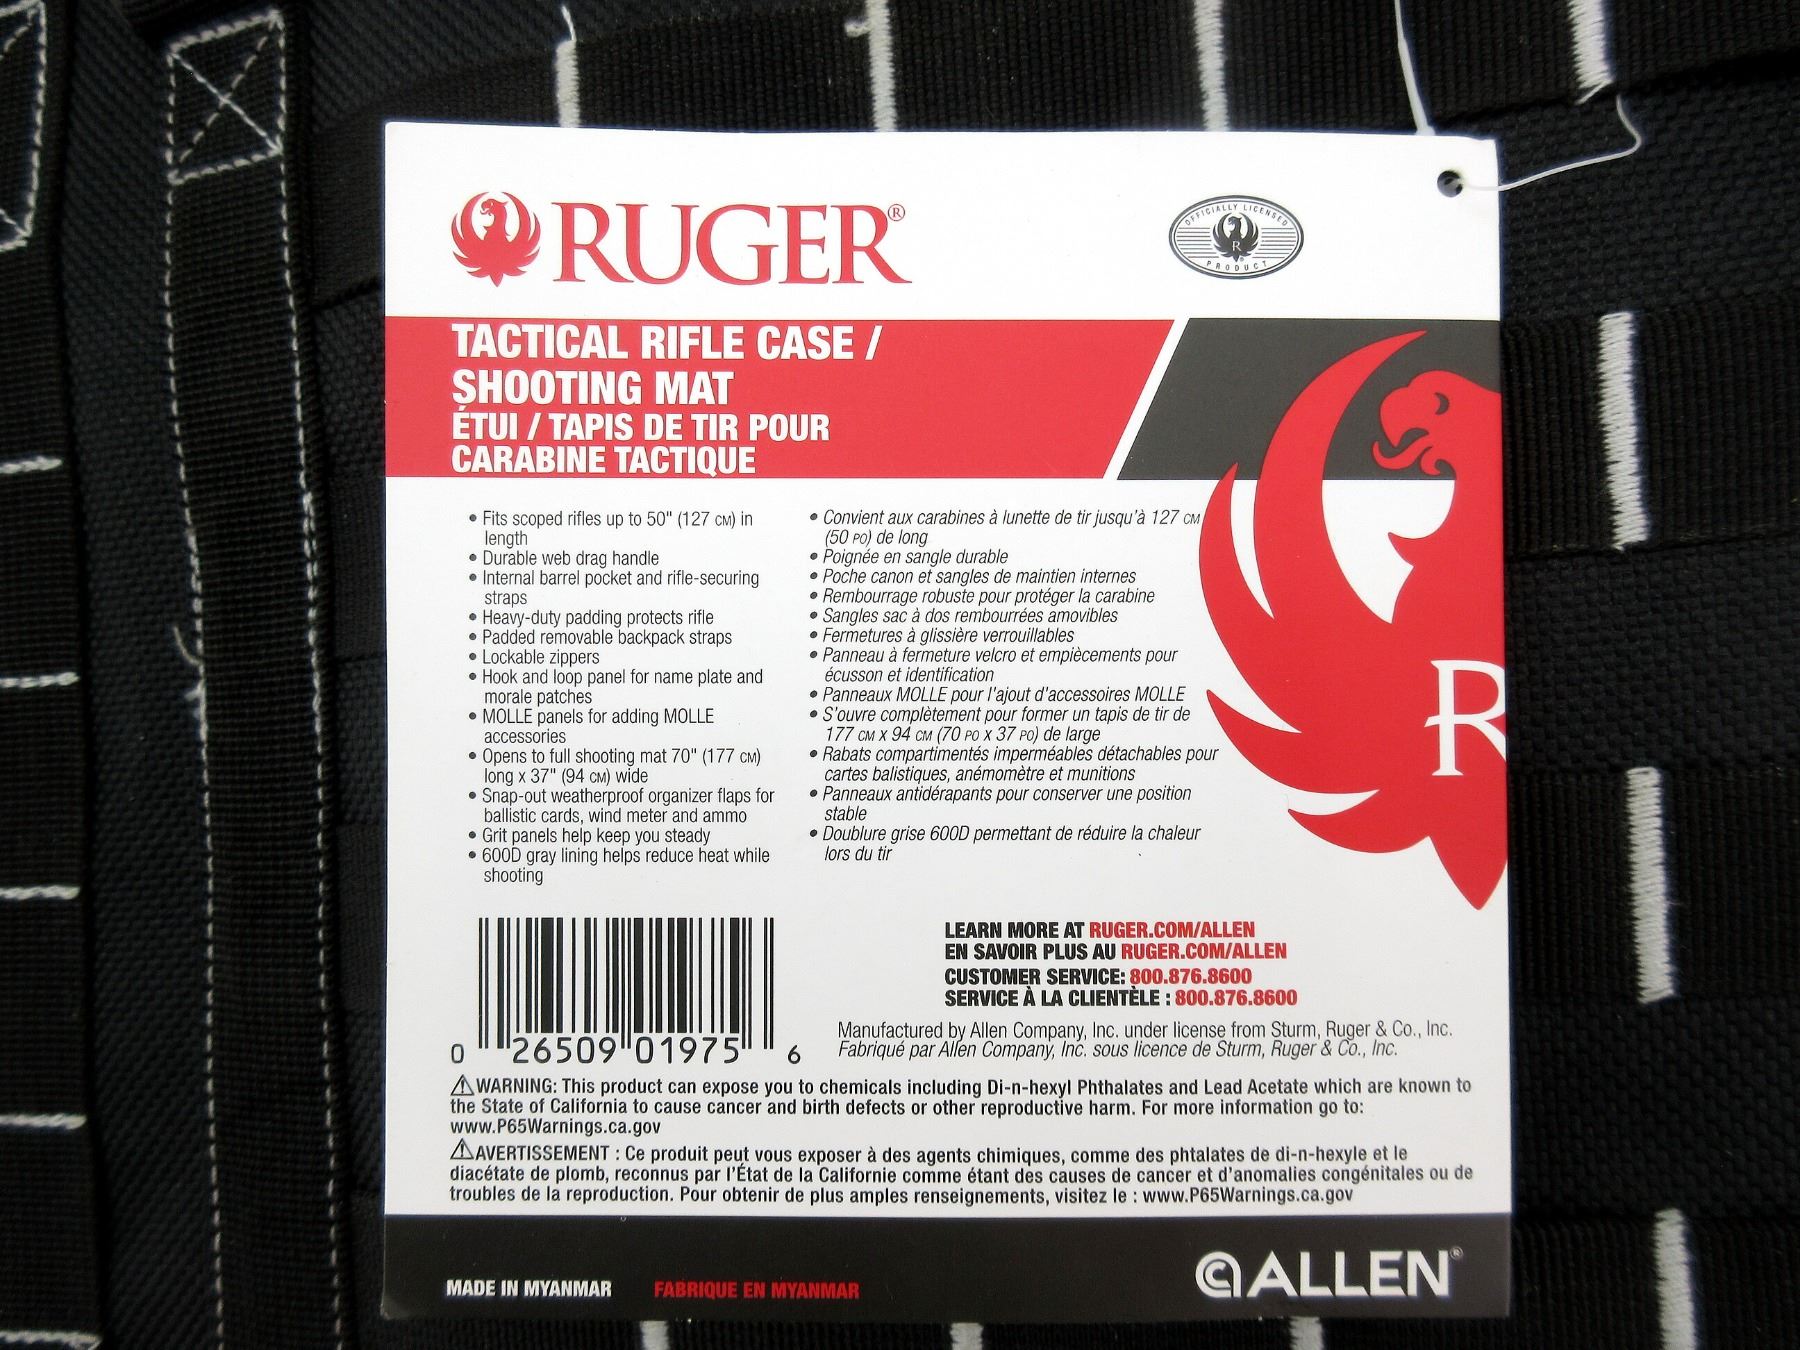 RUGER®
OFFICIALLY LICENSED
R
PRODUCT
TACTICAL RIFLE CASE /
SHOOTING MAT
ÉTUI / TAPIS DE TIR POUR
CARABINE TACTIQUE
• Fits scoped rifles up to 50" (127 CM) in
length
• Durable web drag handle
• Internal barrel pocket and rifle-securing
straps
• Heavy-duty padding protects rifle
• Padded removable backpack straps
• Lockable zippers
• Hook and loop panel for name plate and
morale patches
• MOLLE panels for adding MOLLE
accessories
• Opens to full shooting mat 70" (177 CM)
long x 37" (94 CM) wide
• Snap-out weatherproof organizer flaps for
ballistic cards, wind meter and ammo
• Grit panels help keep you steady
• 600D gray lining helps reduce heat while
shooting
• Convient aux carabines à lunette de tir jusqu'à 127 CM
(50 PO) de long
• Poignée en sangle durable
• Poche canon et sangles de maintien internes
• Rembourrage robuste pour protéger la carabine
• Sangles sac à dos rembourrées amovibles
• Fermetures à glissière verrouillables
• Panneau à fermeture velcro et empiècements pour
écusson et identification
• Panneaux MOLLE pour l'ajout d'accessoires MOLLE
• S'ouvre complètement pour former un tapis de tir de
177 CM x 94 CM (70 PO x 37 PO) de large
• Rabats compartimentés imperméables détachables pour
cartes balistiques, anémomètre et munitions
• Panneaux antidérapants pour conserver une position
stable
• Doublure grise 600D permettant de réduire la chaleur
lors du tir
R
LEARN MORE AT RUGER.COM/ALLEN
EN SAVOIR PLUS AU RUGER.COM/ALLEN
CUSTOMER SERVICE: 800.876.8600
SERVICE À LA CLIENTÈLE : 800.876.8600
0 26509 01975 6
Manufactured by Allen Company, Inc. under license from Sturm, Ruger & Co., Inc.
Fabriqué par Allen Company, Inc. sous licence de Sturm, Ruger & Co., Inc.
⚠WARNING: This product can expose you to chemicals including Di-n-hexyl Phthalates and Lead Acetate which are known to
the State of California to cause cancer and birth defects or other reproductive harm. For more information go to:
www.P65Warnings.ca.gov
⚠AVERTISSEMENT : Ce produit peut vous exposer à des agents chimiques, comme des phtalates de di-n-hexyle et le
diacétate de plomb, reconnus par l'État de la Californie comme étant des causes de cancer et d'anomalies congénitales ou de
troubles de la reproduction. Pour obtenir de plus amples renseignements, visitez le : www.P65Warnings.ca.gov
MADE IN MYANMAR FABRIQUE EN MYANMAR
ALLEN®